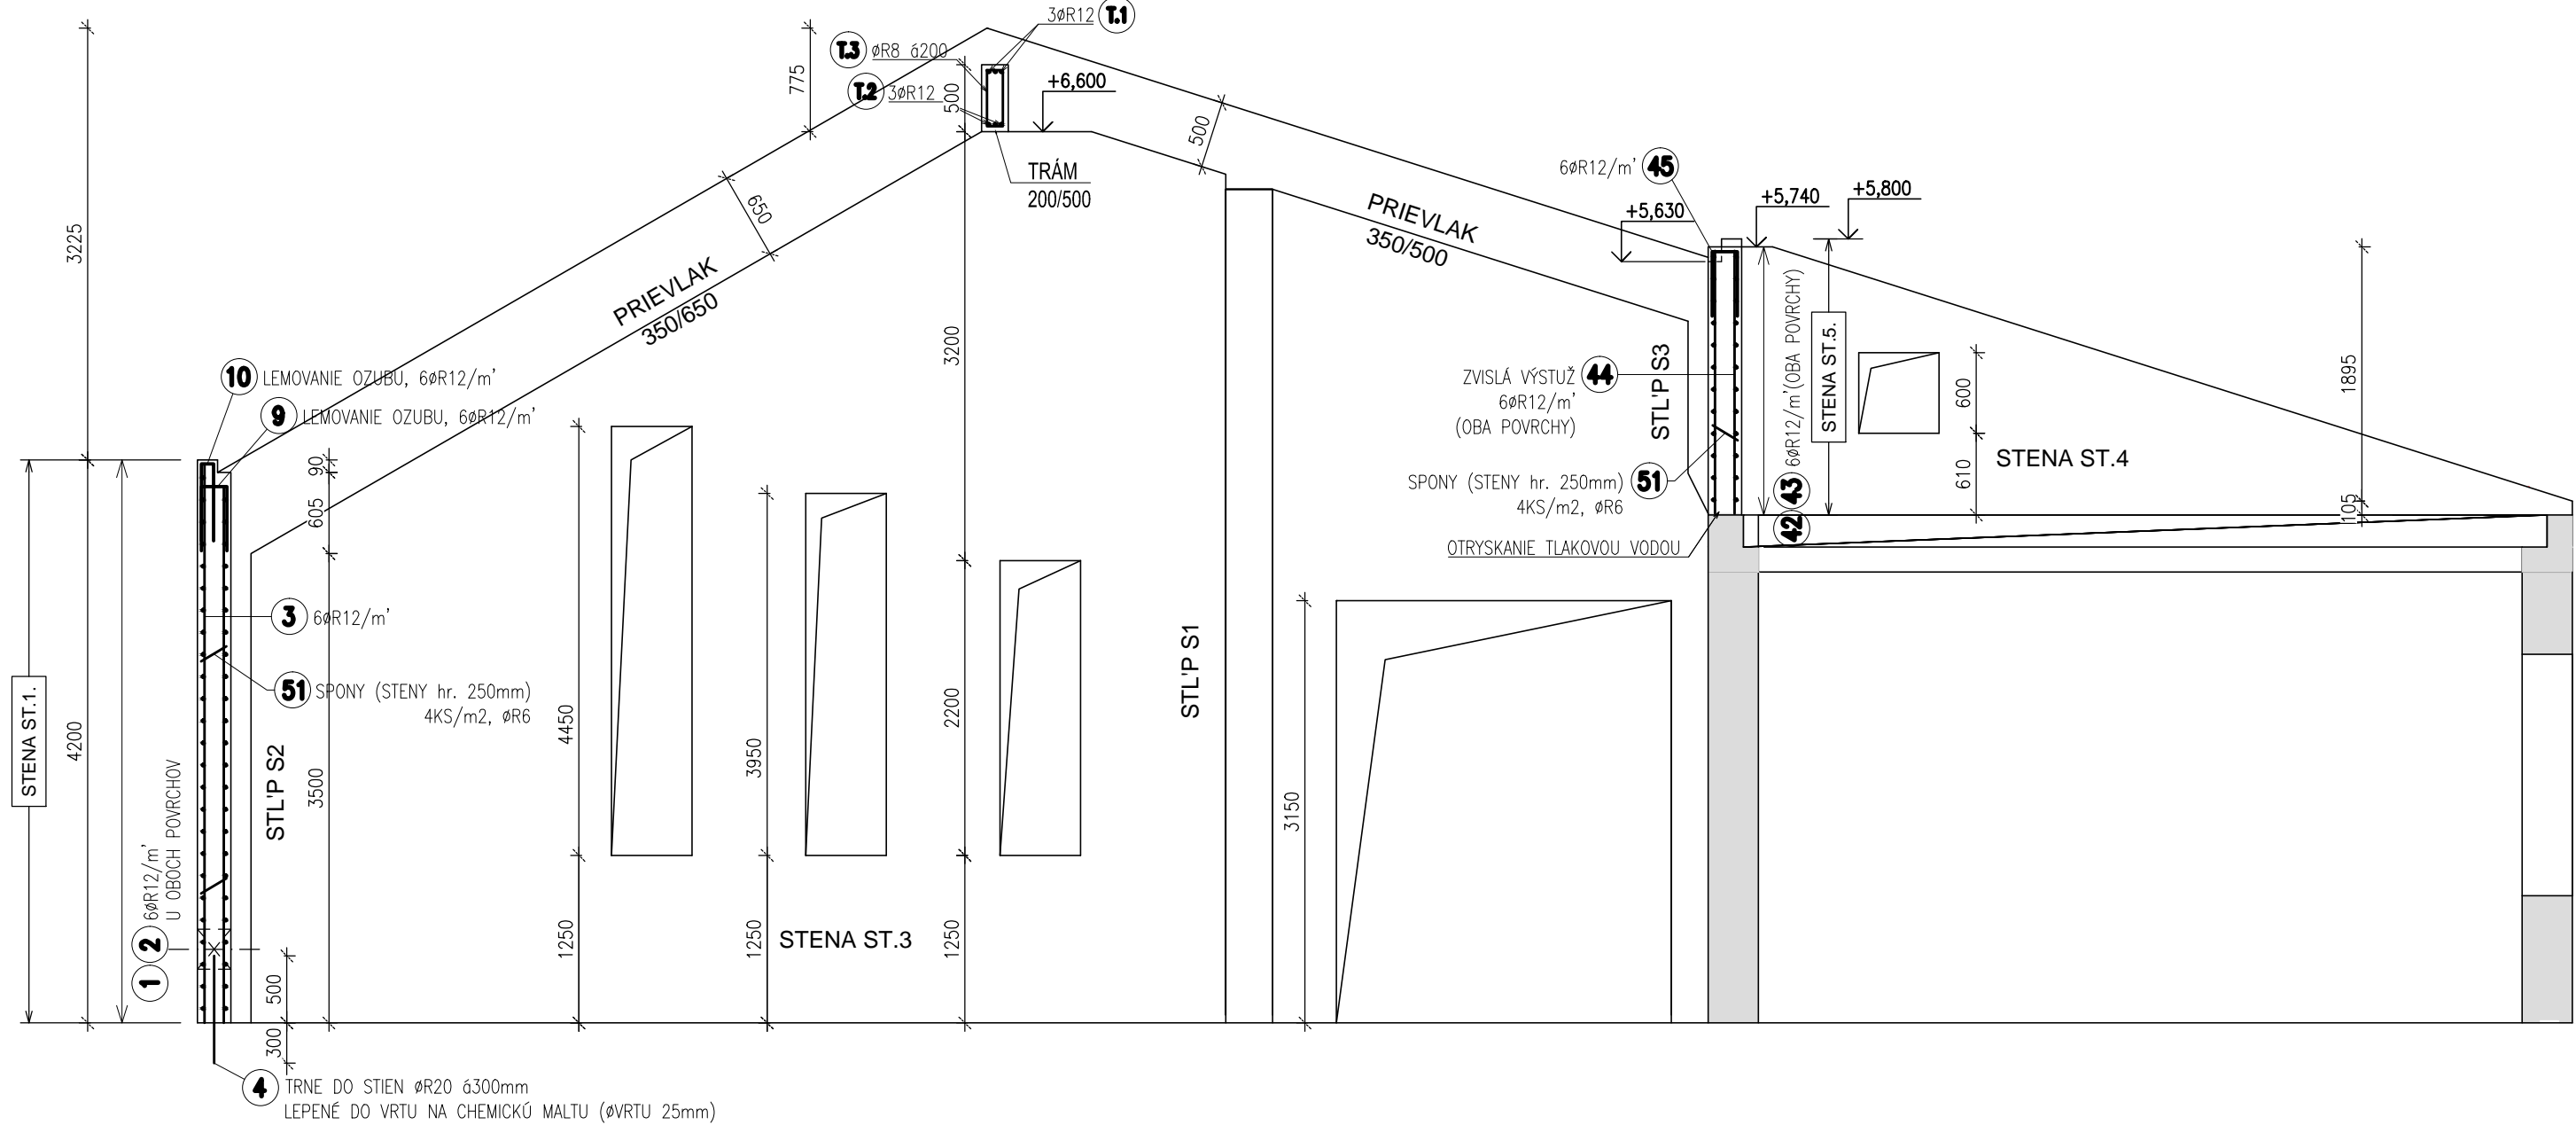 3øR12 T.1
T.3 øR8 á200
T.2 3øR12
775
500
+6,600
TRÁM
200/500
500
3225
650
PRIEVLAK
350/650
3200
PRIEVLAK
350/500
6øR12/m' 45
+5,630
+5,740
+5,800
10 LEMOVANIE OZUBU, 6øR12/m'
9 LEMOVANIE OZUBU, 6øR12/m'
90
605
ZVISLÁ VÝSTUŽ 44
6øR12/m'
(OBA POVRCHY)
STĽP S3
SPONY (STENY hr. 250mm) 51
4KS/m2, øR6
OTRYSKANIE TLAKOVOU VODOU
42 43 6øR12/m'(OBA POVRCHY)
STENA ST.5.
600
610
STENA ST.4
1895
105
3 6øR12/m'
51 SPONY (STENY hr. 250mm)
4KS/m2, øR6
STENA ST.1.
4200
1 2 6øR12/m'
U OBOCH POVRCHOV
STĽP S2
3500
4450
3950
2200
STĽP S1
3150
1250
1250
1250
STENA ST.3
500
300
4 TRNE DO STIEN øR20 á300mm
LEPENÉ DO VRTU NA CHEMICKÚ MALTU (øVRTU 25mm)